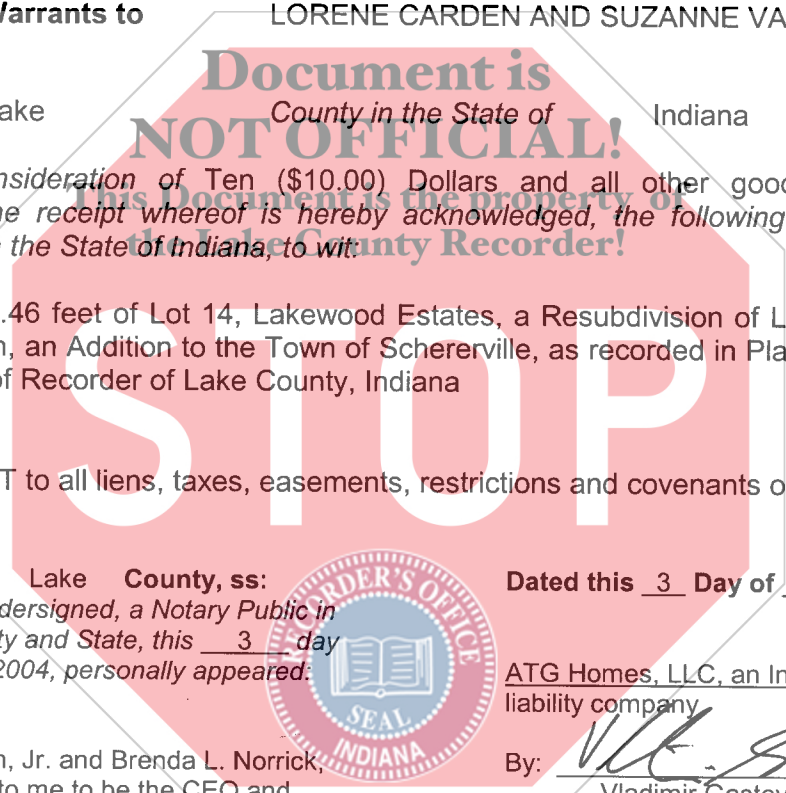 Warrants to LORENE CARDEN AND SUZANNE VA
Document is
ake County in the State of Indiana
NOT OFFICIAL!
nsideration of Ten ($10.00) Dollars and all other good
This Document is the property of
he receipt whereof is hereby acknowledged, the following
the State of Indiana, to wit:
the Lake County Recorder!
.46 feet of Lot 14, Lakewood Estates, a Resubdivision of L
n, an Addition to the Town of Schererville, as recorded in Pla
of Recorder of Lake County, Indiana
STOP
T to all liens, taxes, easements, restrictions and covenants o
Lake County, ss: Dated this 3 Day of
dersigned, a Notary Public in
ty and State, this 3 day
2004, personally appeared:
RECORDER'S OFFICE
SEAL
INDIANA
ATG Homes, LLC, an In
liability company
n, Jr. and Brenda L. Norrick, By:
to me to be the CEO and
Vladimir